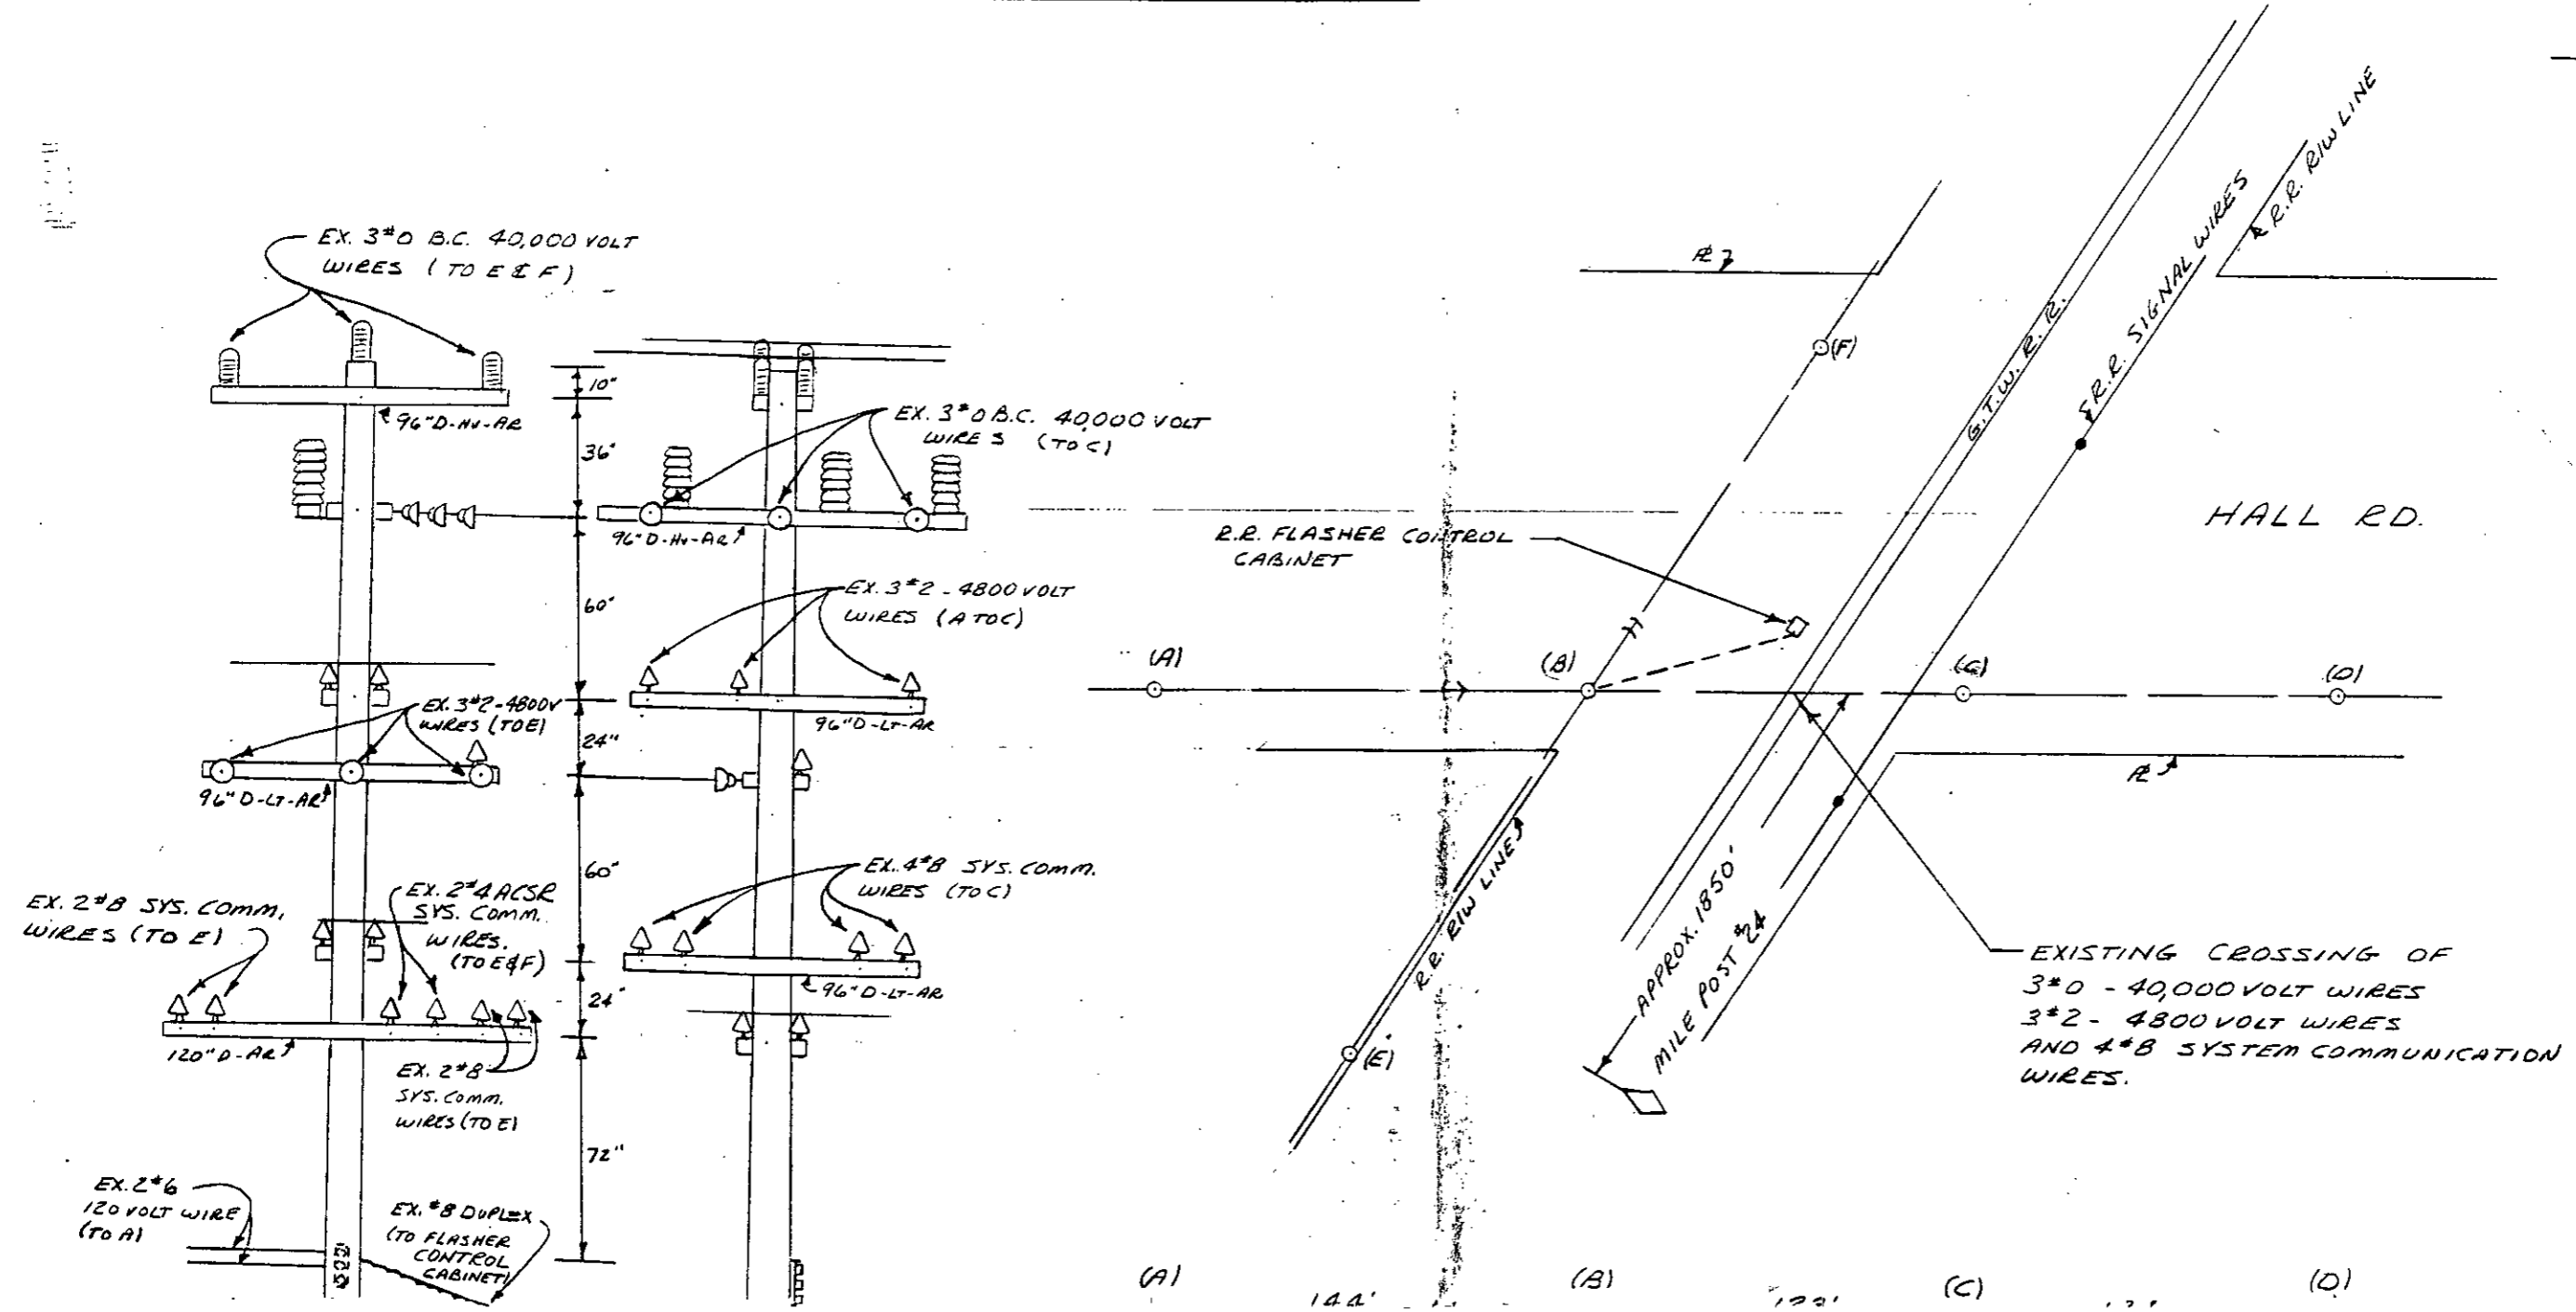 EX. 3#0 B.C. 40,000 VOLT
WIRES (TO E & F)
96"D-HV-AR
10"
36"
EX. 3#0 B.C. 40,000 VOLT
WIRES (TO C)
96"D-HV-AR
60"
EX. 3#2 - 4800 VOLT
WIRES (A TO C)
EX. 3#2-4800V
WIRES (TO E)
96"D-LT-AR
24"
96"D-LT-AR
60"
EX. 2#8 SYS. COMM.
WIRES (TO E)
EX. 2#4 ACSR
SYS. COMM.
WIRES.
(TO E&F)
EX. 4#8 SYS. COMM.
WIRES (TO C)
96"D-LT-AR
24"
120"D-AR
EX. 2#8
SYS. COMM.
WIRES (TO E)
72"
EX. 2#6
120 VOLT WIRE
(TO A)
EX. #8 DUPLEX
(TO FLASHER
CONTROL
CABINET)
R.R. R/W LINE
R.R. SIGNAL WIRES
G.T.W. R.R.
(F)
HALL RD.
R.R. FLASHER CONTROL
CABINET
(A)
(B)
(C)
(D)
R.R. R/W LINES
(E)
APPROX. 1850'
MILE POST #24
EXISTING CROSSING OF
3#0 - 40,000 VOLT WIRES
3#2 - 4800 VOLT WIRES
AND 4#8 SYSTEM COMMUNICATION
WIRES.
(A)
(B)
(C)
(D)
144'